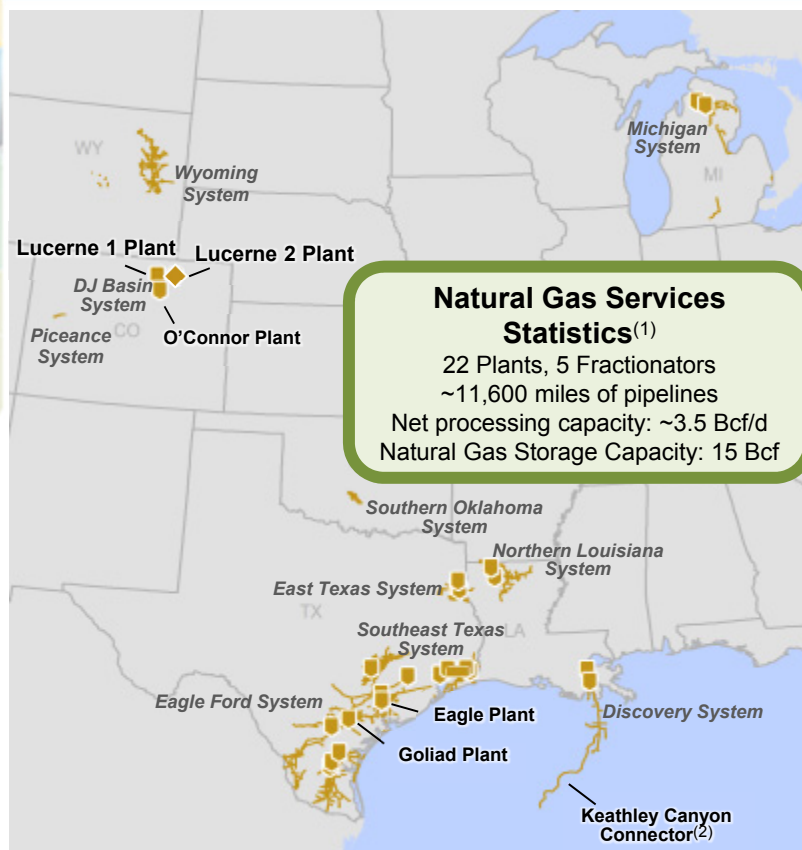 Michigan
System
MI
WY
Wyoming
System
Lucerne 1 Plant
Lucerne 2 Plant
DJ Basin
System
O'Connor Plant
Piceance
System
CO
Natural Gas Services
Statistics(1)
22 Plants, 5 Fractionators
~11,600 miles of pipelines
Net processing capacity: ~3.5 Bcf/d
Natural Gas Storage Capacity: 15 Bcf
Southern Oklahoma
System
Northern Louisiana
System
East Texas System
TX
LA
Southeast Texas
System
Eagle Ford System
Eagle Plant
Discovery System
Goliad Plant
Keathley Canyon
Connector(2)